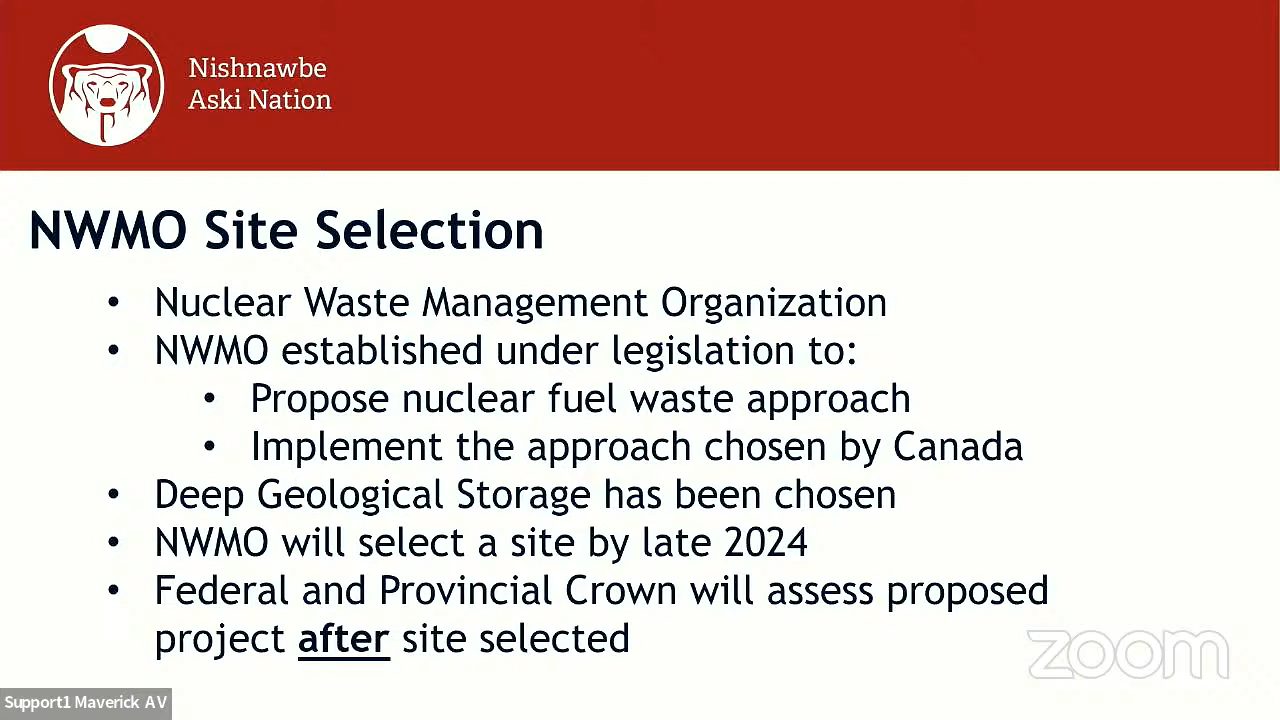 Nishnawbe
Aski Nation
NWMO Site Selection
• Nuclear Waste Management Organization
• NWMO established under legislation to:
• Propose nuclear fuel waste approach
• Implement the approach chosen by Canada
• Deep Geological Storage has been chosen
• NWMO will select a site by late 2024
• Federal and Provincial Crown will assess proposed
project after site selected
zoom
Support1 Maverick AV